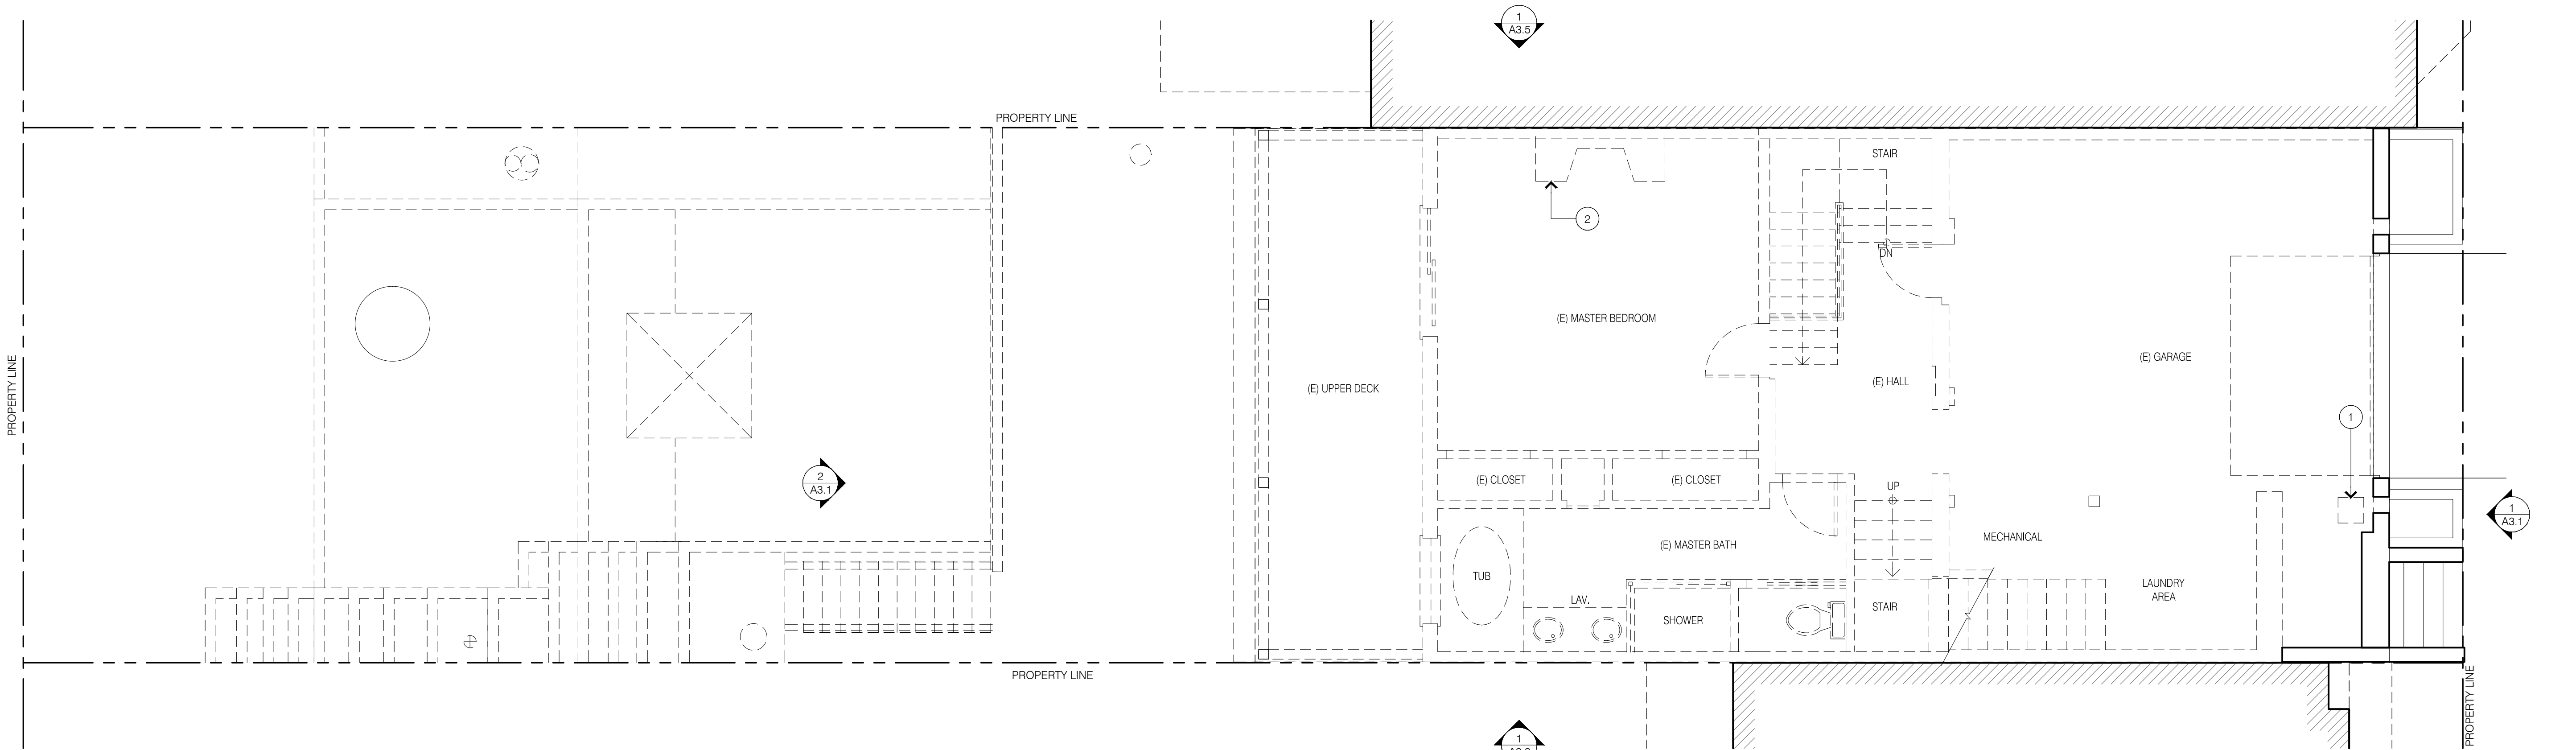 1
A3.5
PROPERTY LINE
STAIR
2
DN
(E) MASTER BEDROOM
(E) GARAGE
(E) HALL
(E) UPPER DECK
PROPERTY LINE
1
2
A3.1
(E) CLOSET
(E) CLOSET
UP
1
A3.1
MECHANICAL
(E) MASTER BATH
TUB
LAUNDRY
AREA
LAV.
STAIR
SHOWER
PROPERTY LINE
PROPERTY LINE
1